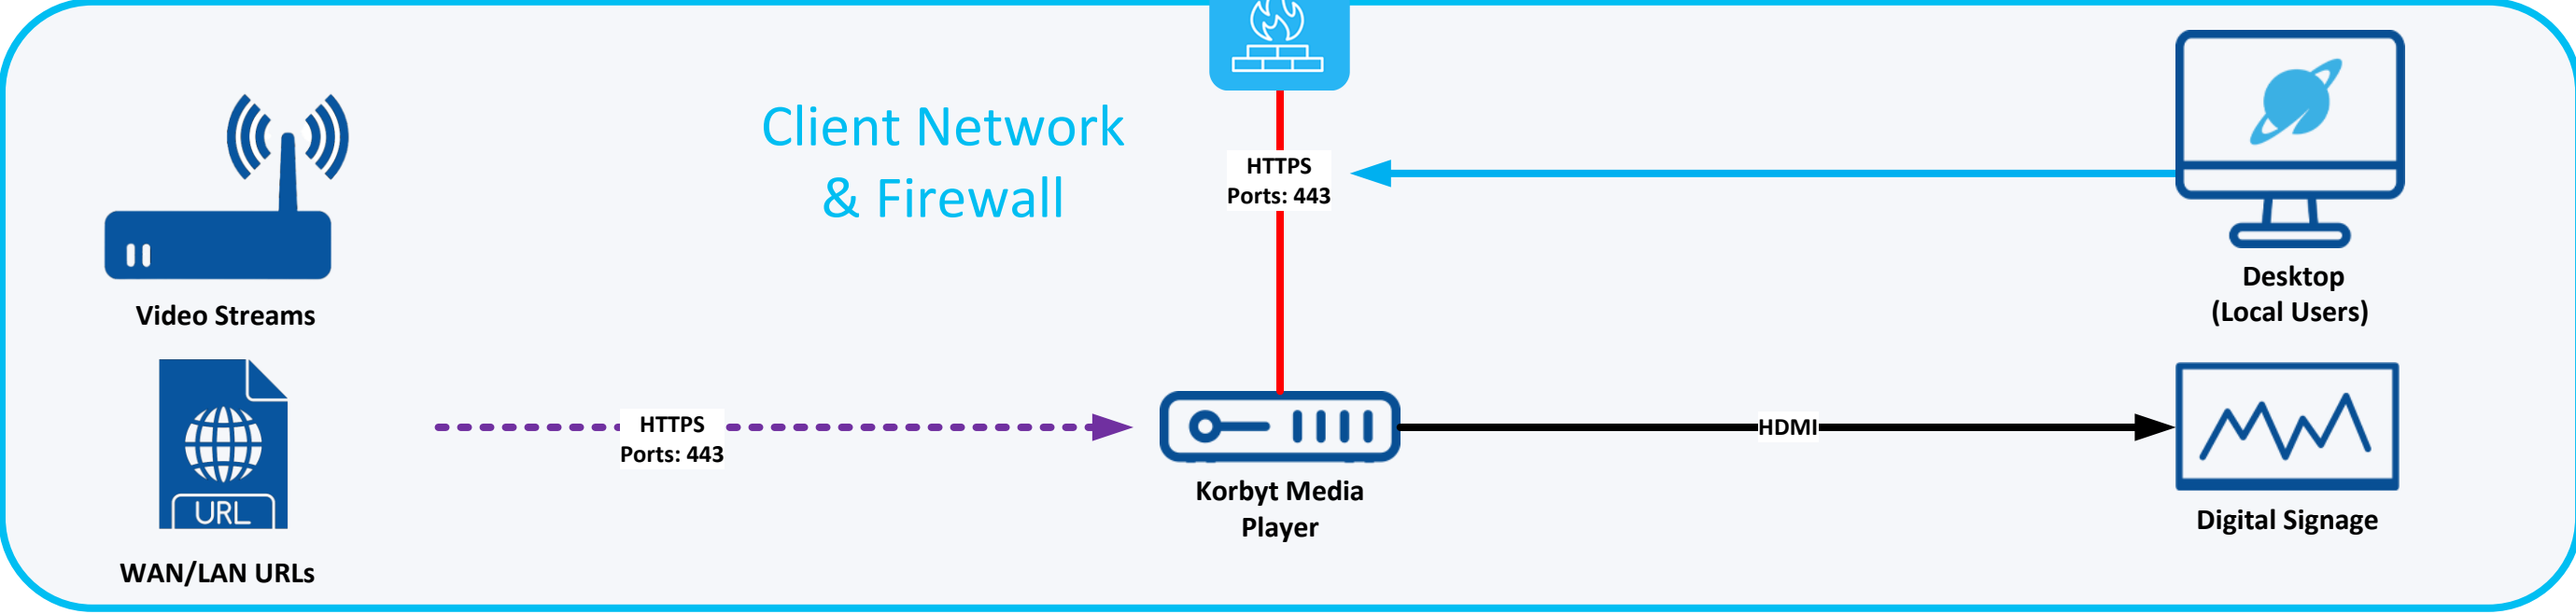 Client Network
& Firewall
HTTPS
Ports: 443
Video Streams
Desktop
(Local Users)
URL
WAN/LAN URLs
HTTPS
Ports: 443
Korbyt Media
Player
HDMI
Digital Signage